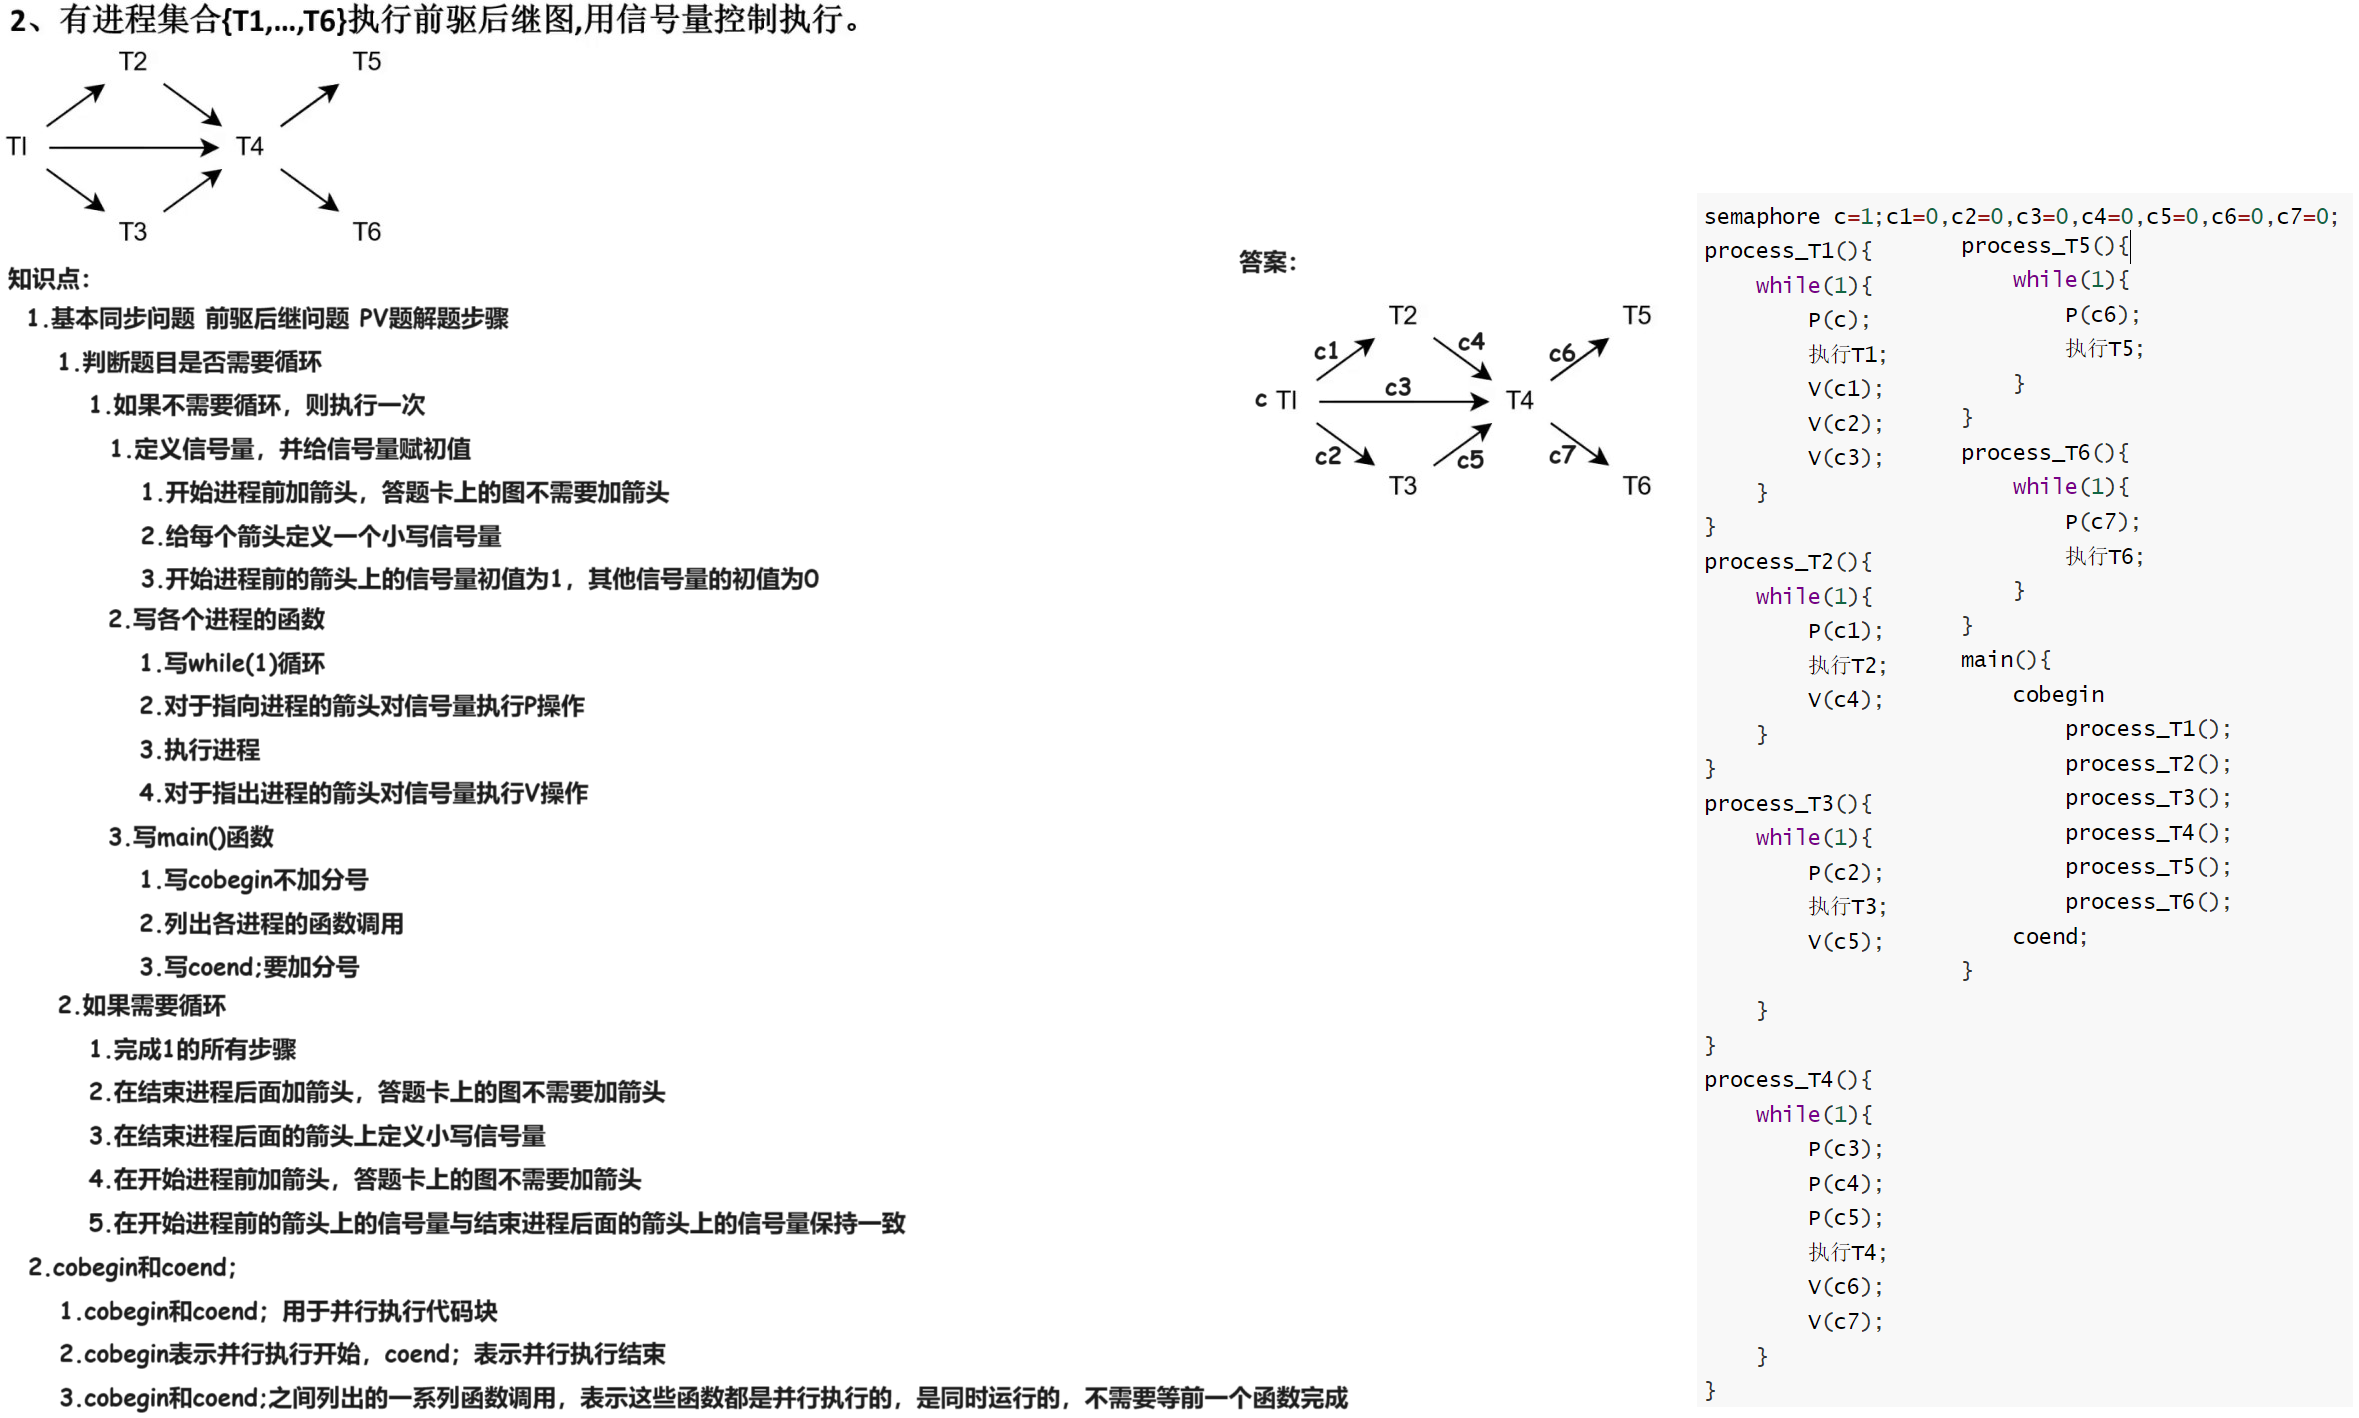 2、有进程集合{T1,...,T6}执行前驱后继图,用信号量控制执行。
T2
T5
TI
T4
T3
T6
知识点：
1.基本同步问题 前驱后继问题 PV题解题步骤
1.判断题目是否需要循环
1.如果不需要循环，则执行一次
1.定义信号量，并给信号量赋初值
1.开始进程前加箭头，答题卡上的图不需要加箭头
2.给每个箭头定义一个小写信号量
3.开始进程前的箭头上的信号量初值为1，其他信号量的初值为0
2.写各个进程的函数
1.写while(1)循环
2.对于指向进程的箭头对信号量执行P操作
3.执行进程
4.对于指出进程的箭头对信号量执行V操作
3.写main()函数
1.写cobegin不加分号
2.列出各进程的函数调用
3.写coend;要加分号
2.如果需要循环
1.完成1的所有步骤
2.在结束进程后面加箭头，答题卡上的图不需要加箭头
3.在结束进程后面的箭头上定义小写信号量
4.在开始进程前加箭头，答题卡上的图不需要加箭头
5.在开始进程前的箭头上的信号量与结束进程后面的箭头上的信号量保持一致
2.cobegin和coend;
1.cobegin和coend；用于并行执行代码块
2.cobegin表示并行执行开始，coend；表示并行执行结束
3.cobegin和coend;之间列出的一系列函数调用，表示这些函数都是并行执行的，是同时运行的，不需要等前一个函数完成
答案：
T2
T5
c1
c4
c6
c TI
c3
T4
c2
c5
c7
T3
T6
semaphore c=1;c1=0,c2=0,c3=0,c4=0,c5=0,c6=0,c7=0;
process_T1(){
while(1){
P(c);
执行T1;
V(c1);
V(c2);
V(c3);
}
}
process_T2(){
while(1){
P(c1);
执行T2;
V(c4);
}
}
process_T3(){
while(1){
P(c2);
执行T3;
V(c5);
}
}
process_T4(){
while(1){
P(c3);
P(c4);
P(c5);
执行T4;
V(c6);
V(c7);
}
}
process_T5(){
while(1){
P(c6);
执行T5;
}
}
process_T6(){
while(1){
P(c7);
执行T6;
}
}
main(){
cobegin
process_T1();
process_T2();
process_T3();
process_T4();
process_T5();
process_T6();
coend;
}